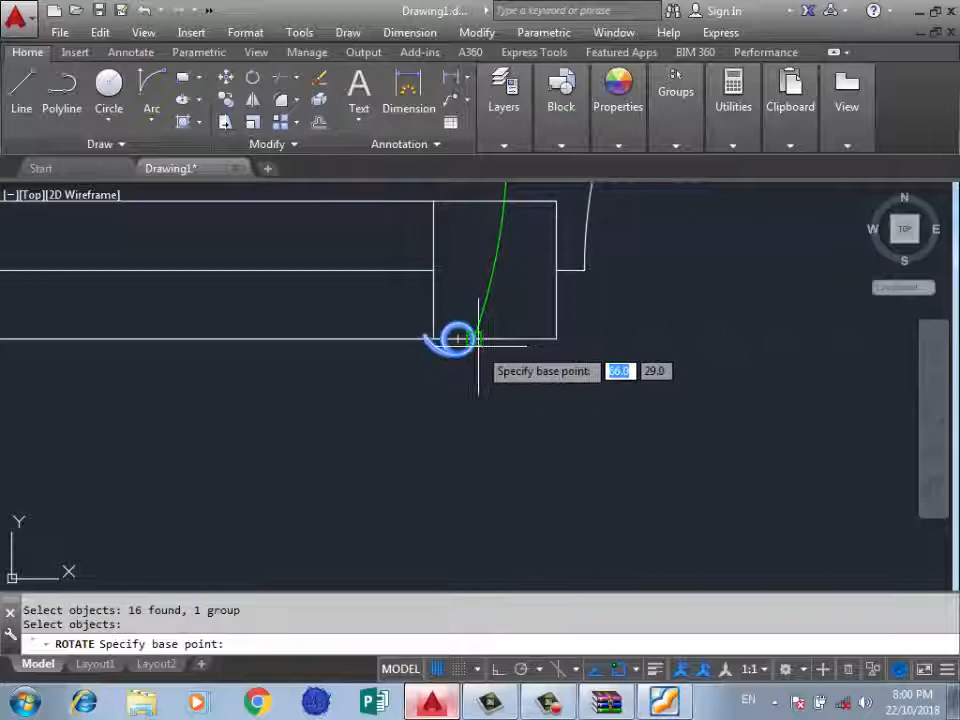 Drawing1.d...
Type a keyword or phrase
Sign In
File Edit View Insert Format Tools Draw Dimension Modify Parametric Window Help Express
Home Insert Annotate Parametric View Manage Output Add-ins A360 Express Tools Featured Apps BIM 360 Performance
Line Polyline Circle Arc Text Dimension Layers Block Properties Groups Utilities Clipboard View
Draw Modify Annotation
Start Drawing1*
[−][Top][2D Wireframe]
N
W TOP E
S
Specify base point: 66.0 29.0
Y
X
Select objects: 16 found, 1 group
Select objects:
ROTATE Specify base point:
Model Layout1 Layout2 +
MODEL 1:1
EN
8:00 PM
22/10/2018